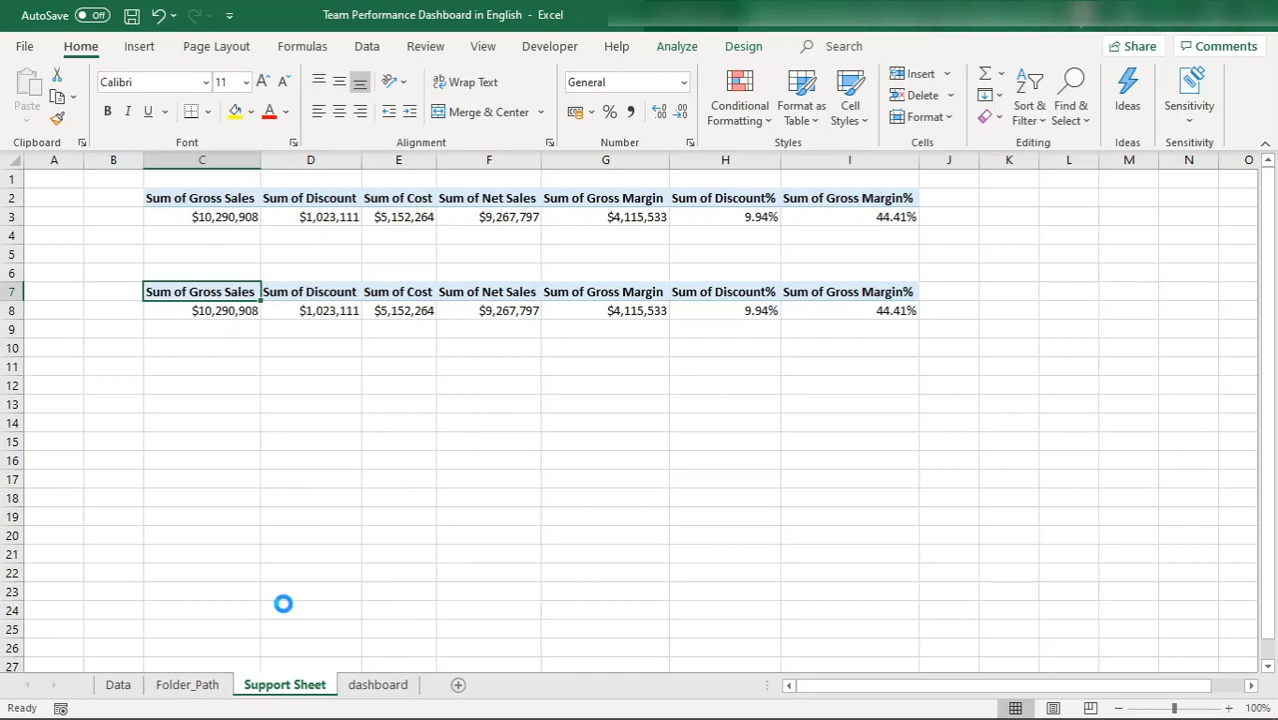 AutoSave Off Team Performance Dashboard in English - Excel
File Home Insert Page Layout Formulas Data Review View Developer Help Analyze Design Search Share Comments
Paste Calibri 11 A A Wrap Text General Conditional Formatting Format as Table Cell Styles Insert Sort & Filter Find & Select Ideas Sensitivity
B I U A Merge & Center % , Delete
Format
Font Alignment Number Styles Cells Editing Ideas Sensitivity
A B C D E F G H I J K L M N O
1
2 Sum of Gross Sales Sum of Discount Sum of Cost Sum of Net Sales Sum of Gross Margin Sum of Discount% Sum of Gross Margin%
3 $10,290,908 $1,023,111 $5,152,264 $9,267,797 $4,115,533 9.94% 44.41%
4
5
6
7 Sum of Gross Sales Sum of Discount Sum of Cost Sum of Net Sales Sum of Gross Margin Sum of Discount% Sum of Gross Margin%
8 $10,290,908 $1,023,111 $5,152,264 $9,267,797 $4,115,533 9.94% 44.41%
9
10
11
12
13
14
15
16
17
18
19
20
21
22
23
24
25
26
27
Data Folder_Path Support Sheet dashboard
Ready 100%